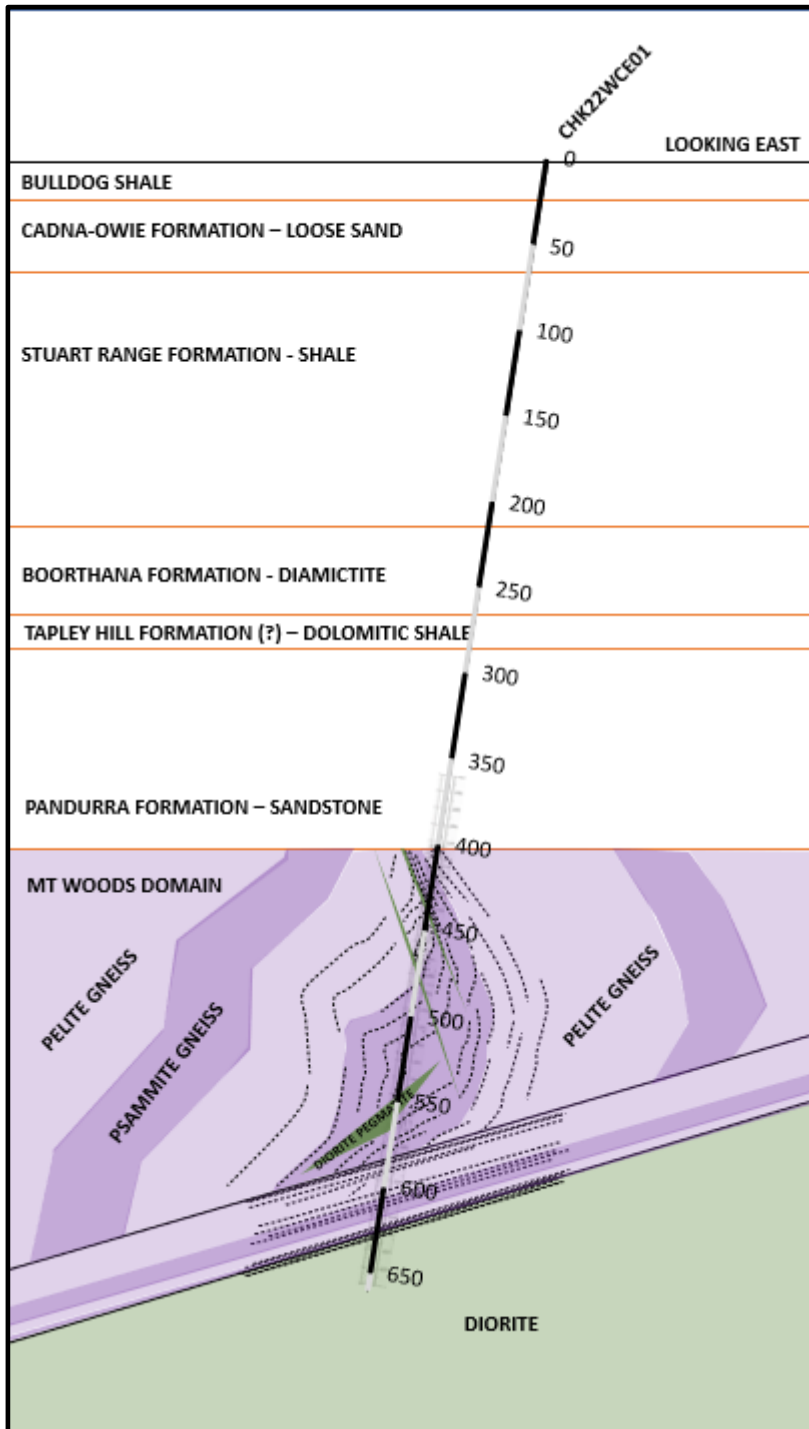 CHK22WCE01
LOOKING EAST
0
BULLDOG SHALE
CADNA-OWIE FORMATION – LOOSE SAND
50
100
STUART RANGE FORMATION - SHALE
150
200
BOORTHANA FORMATION - DIAMICTITE
250
TAPLEY HILL FORMATION (?) – DOLOMITIC SHALE
300
350
PANDURRA FORMATION – SANDSTONE
400
MT WOODS DOMAIN
450
PELITE GNEISS
PSAMMITE GNEISS
500
PELITE GNEISS
550
DIORITE PEGMATITE
600
650
DIORITE